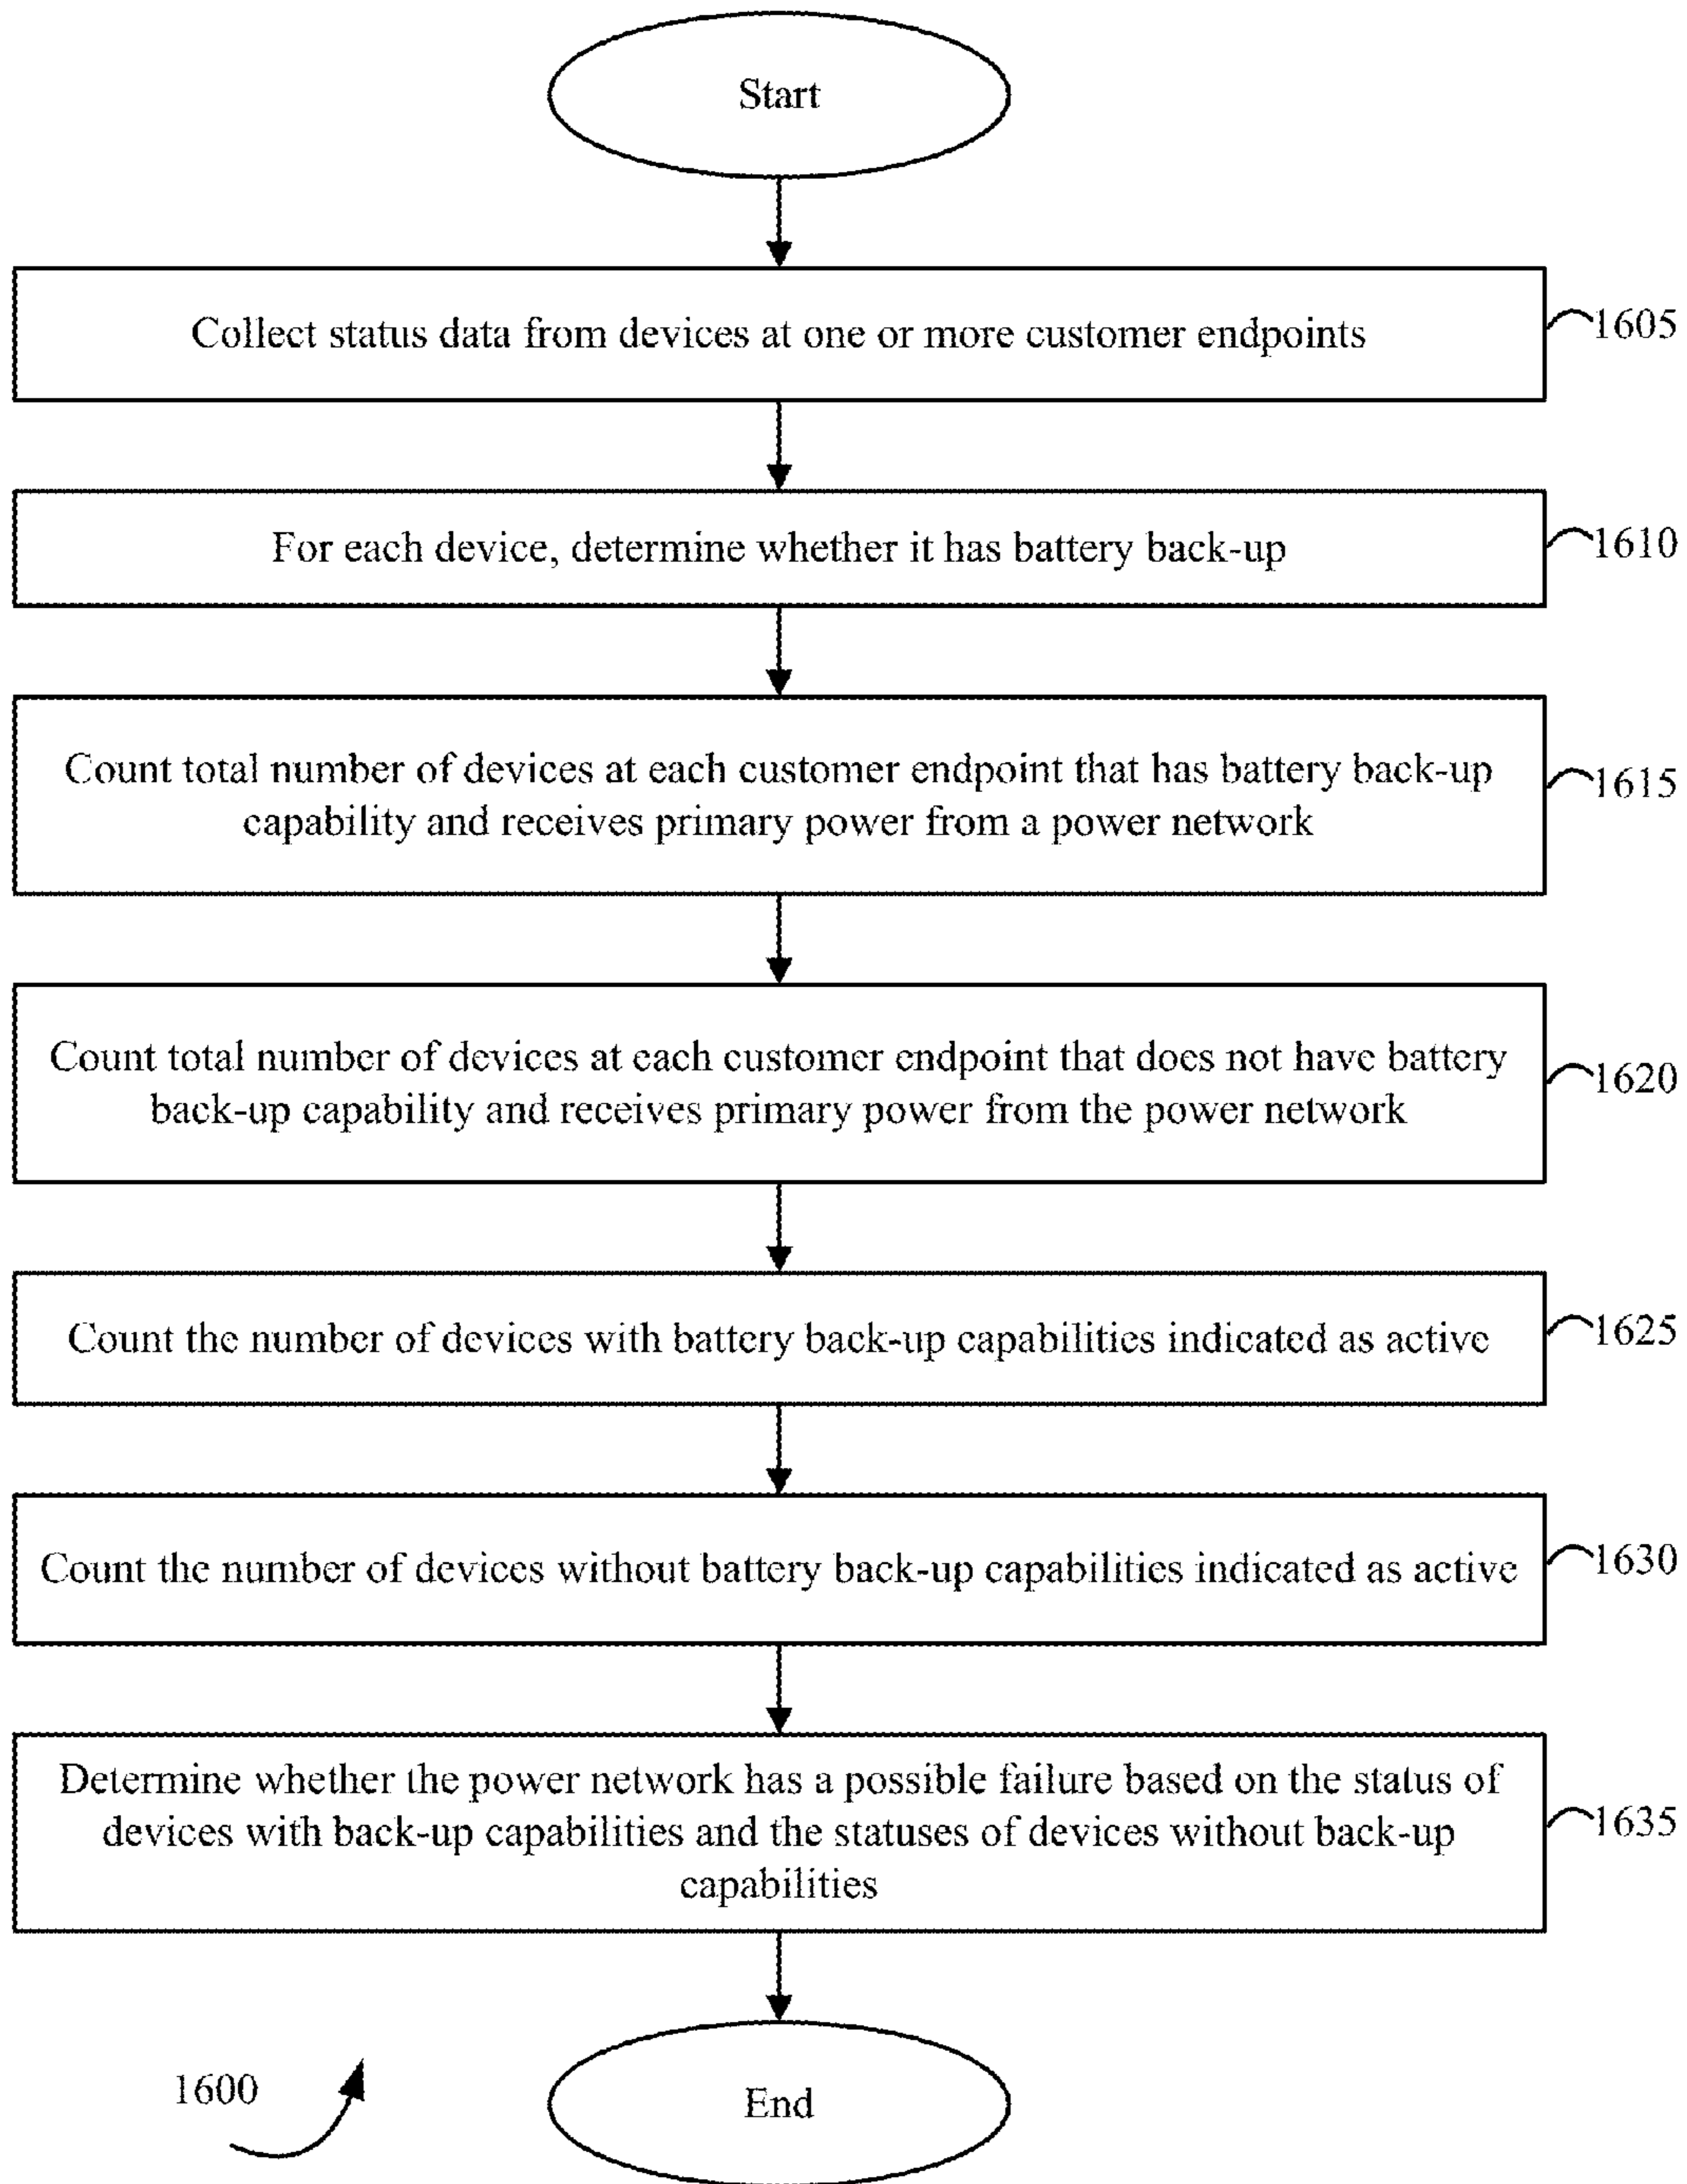 Start
Collect status data from devices at one or more customer endpoints
1605
For each device, determine whether it has battery back-up
1610
Count total number of devices at each customer endpoint that has battery back-up
capability and receives primary power from a power network
1615
Count total number of devices at each customer endpoint that does not have battery
back-up capability and receives primary power from the power network
1620
Count the number of devices with battery back-up capabilities indicated as active
1625
Count the number of devices without battery back-up capabilities indicated as active
1630
Determine whether the power network has a possible failure based on the status of
devices with back-up capabilities and the statuses of devices without back-up
capabilities
1635
1600
End